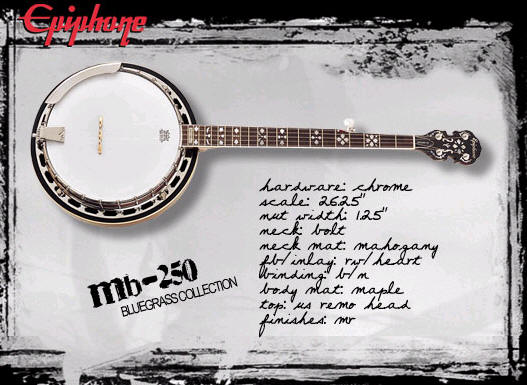 Epiphone
hardware: chrome
scale: 26.25"
nut width: 1.25"
neck: bolt
neck mat: mahogany
fb/inlay: rw/heart
binding: b/n
body mat: maple
top: us remo head
finishes: mr
mb-250
BLUEGRASS COLLECTION